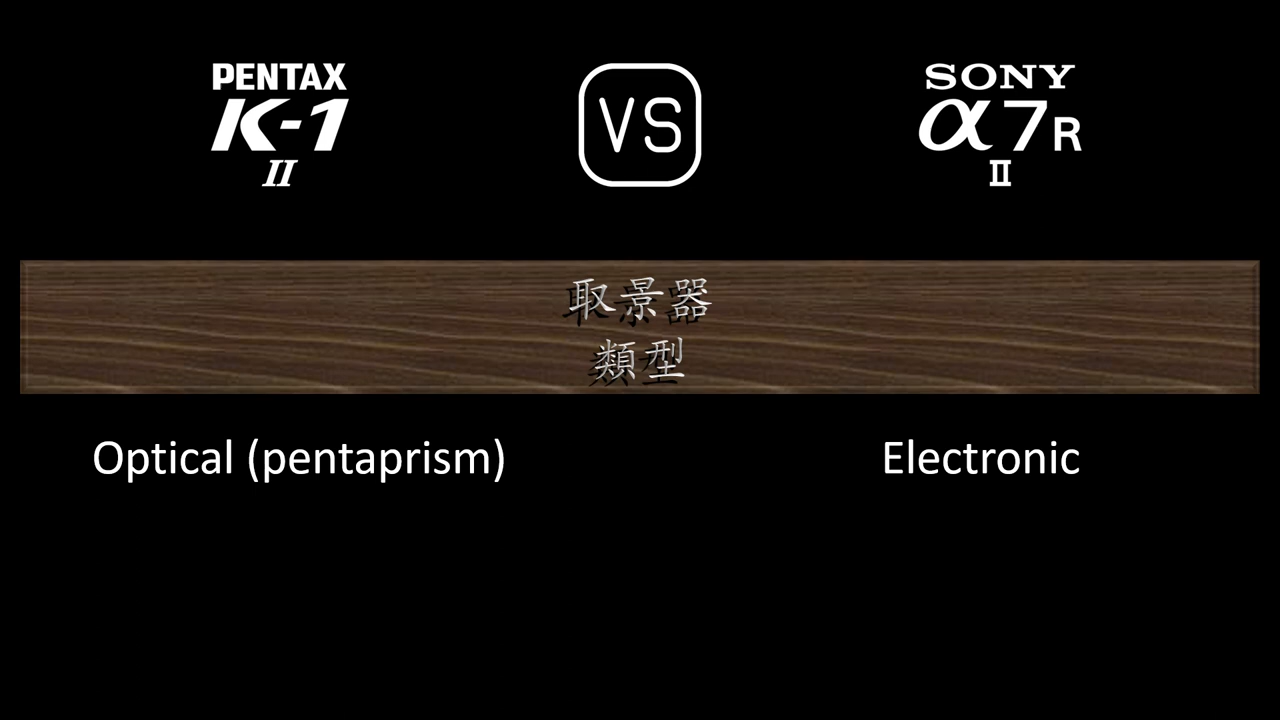 PENTAX
K-1
II
VS
SONY
α7R
II
取景器
類型
Optical (pentaprism)
Electronic